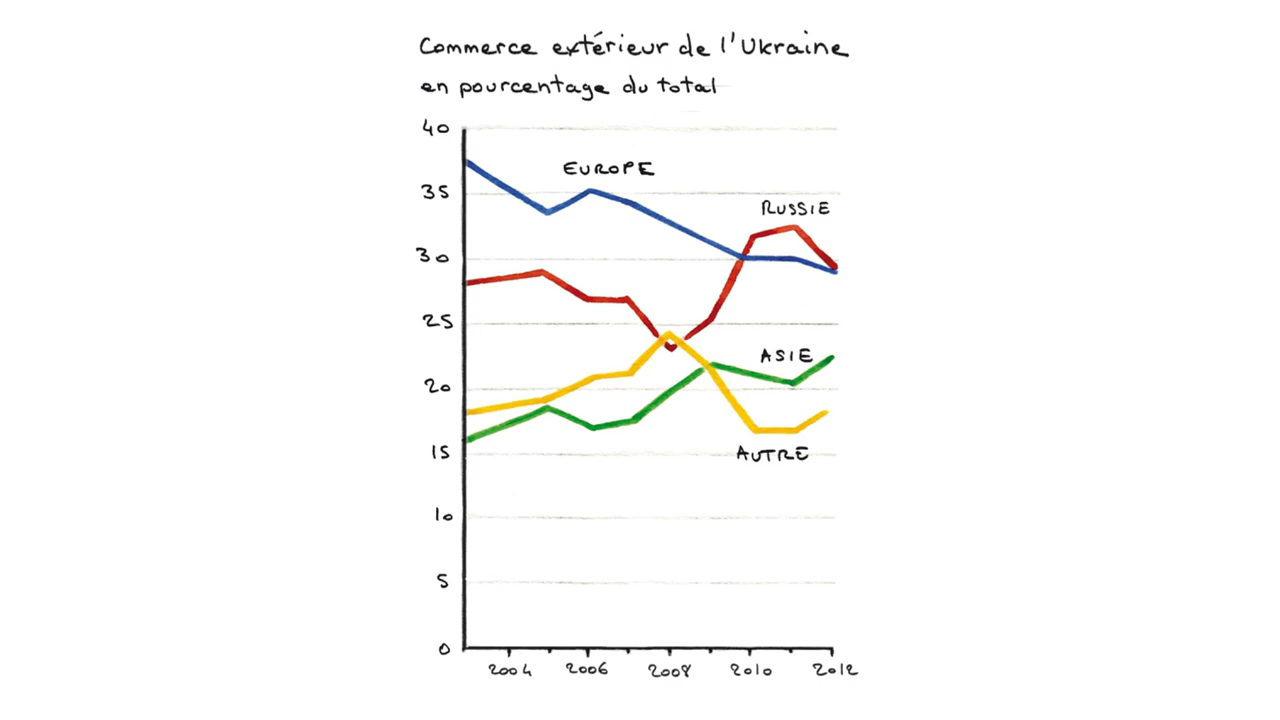 Commerce extérieur de l'Ukraine
en pourcentage du total
40
EUROPE
35
RUSSIE
30
25
ASIE
20
AUTRE
15
10
5
0
2004 2006 2008 2010 2012